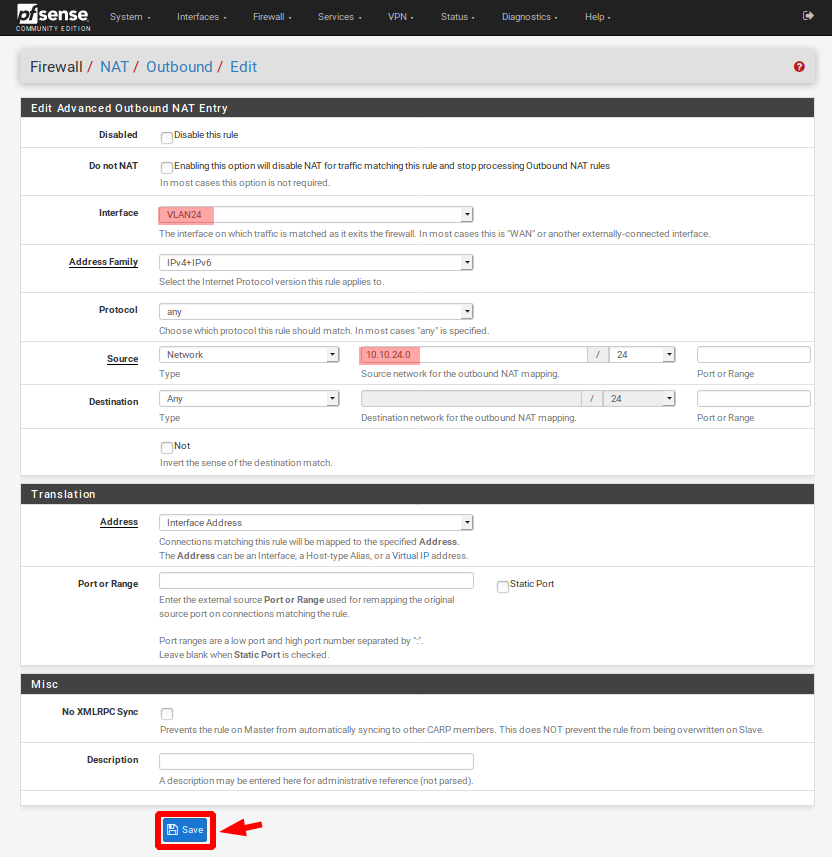 pfsense
COMMUNITY EDITION
System Interfaces Firewall Services VPN Status Diagnostics Help
Firewall / NAT / Outbound / Edit
Edit Advanced Outbound NAT Entry
Disabled Disable this rule
Do not NAT Enabling this option will disable NAT for traffic matching this rule and stop processing Outbound NAT rules
In most cases this option is not required.
Interface VLAN24
The interface on which traffic is matched as it exits the firewall. In most cases this is "WAN" or another externally-connected interface.
Address Family IPv4+IPv6
Select the Internet Protocol version this rule applies to.
Protocol any
Choose which protocol this rule should match. In most cases "any" is specified.
Source Network 10.10.24.0 / 24
Type Source network for the outbound NAT mapping. Port or Range
Destination Any / 24
Type Destination network for the outbound NAT mapping. Port or Range
Not
Invert the sense of the destination match.
Translation
Address Interface Address
Connections matching this rule will be mapped to the specified Address.
The Address can be an Interface, a Host-type Alias, or a Virtual IP address.
Port or Range Static Port
Enter the external source Port or Range used for remapping the original
source port on connections matching the rule.
Port ranges are a low port and high port number separated by ":".
Leave blank when Static Port is checked.
Misc
No XMLRPC Sync
Prevents the rule on Master from automatically syncing to other CARP members. This does NOT prevent the rule from being overwritten on Slave.
Description
A description may be entered here for administrative reference (not parsed).
Save